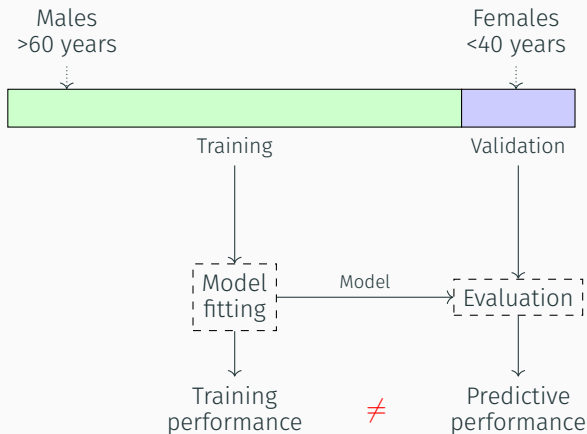 Males
>60 years
Females
<40 years
Training
Validation
Model
fitting
Model
Evaluation
Training
performance
≠
Predictive
performance